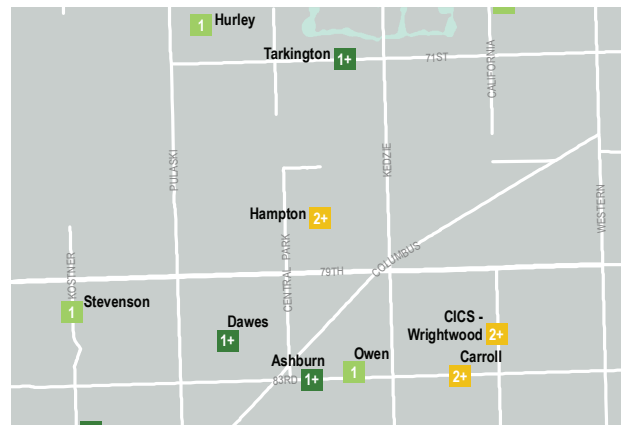 1 Hurley
Tarkington 1+
71ST
CALIFORNIA
PULASKI
KEDZIE
Hampton 2+
WESTERN
CENTRAL PARK
COLUMBUS
79TH
KOSTNER
Stevenson
1
Dawes
1+
CICS -
Wrightwood 2+
Ashburn
1+
83RD
Owen
1
Carroll
2+